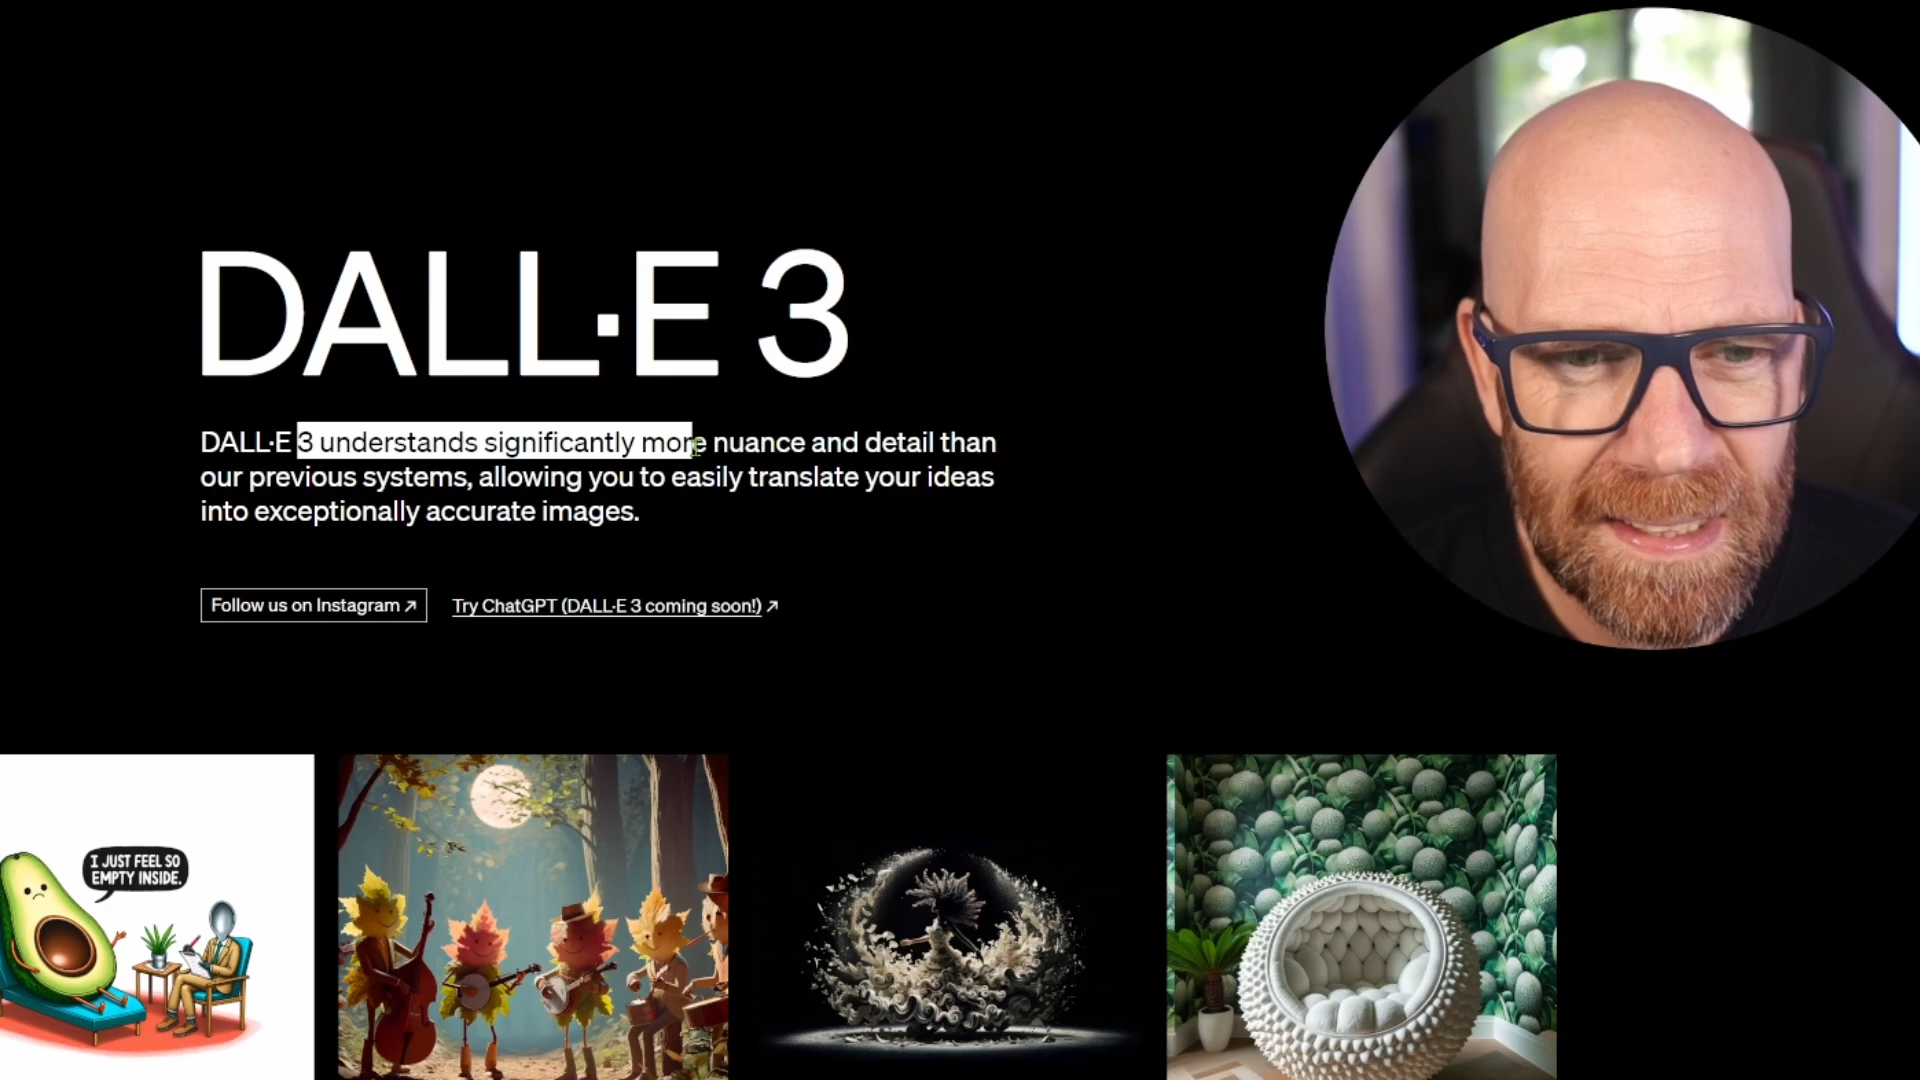 DALL·E 3
DALL·E 3 understands significantly more nuance and detail than
our previous systems, allowing you to easily translate your ideas
into exceptionally accurate images.
Follow us on Instagram ↗
Try ChatGPT (DALL·E 3 coming soon!) ↗
I JUST FEEL SO
EMPTY INSIDE.